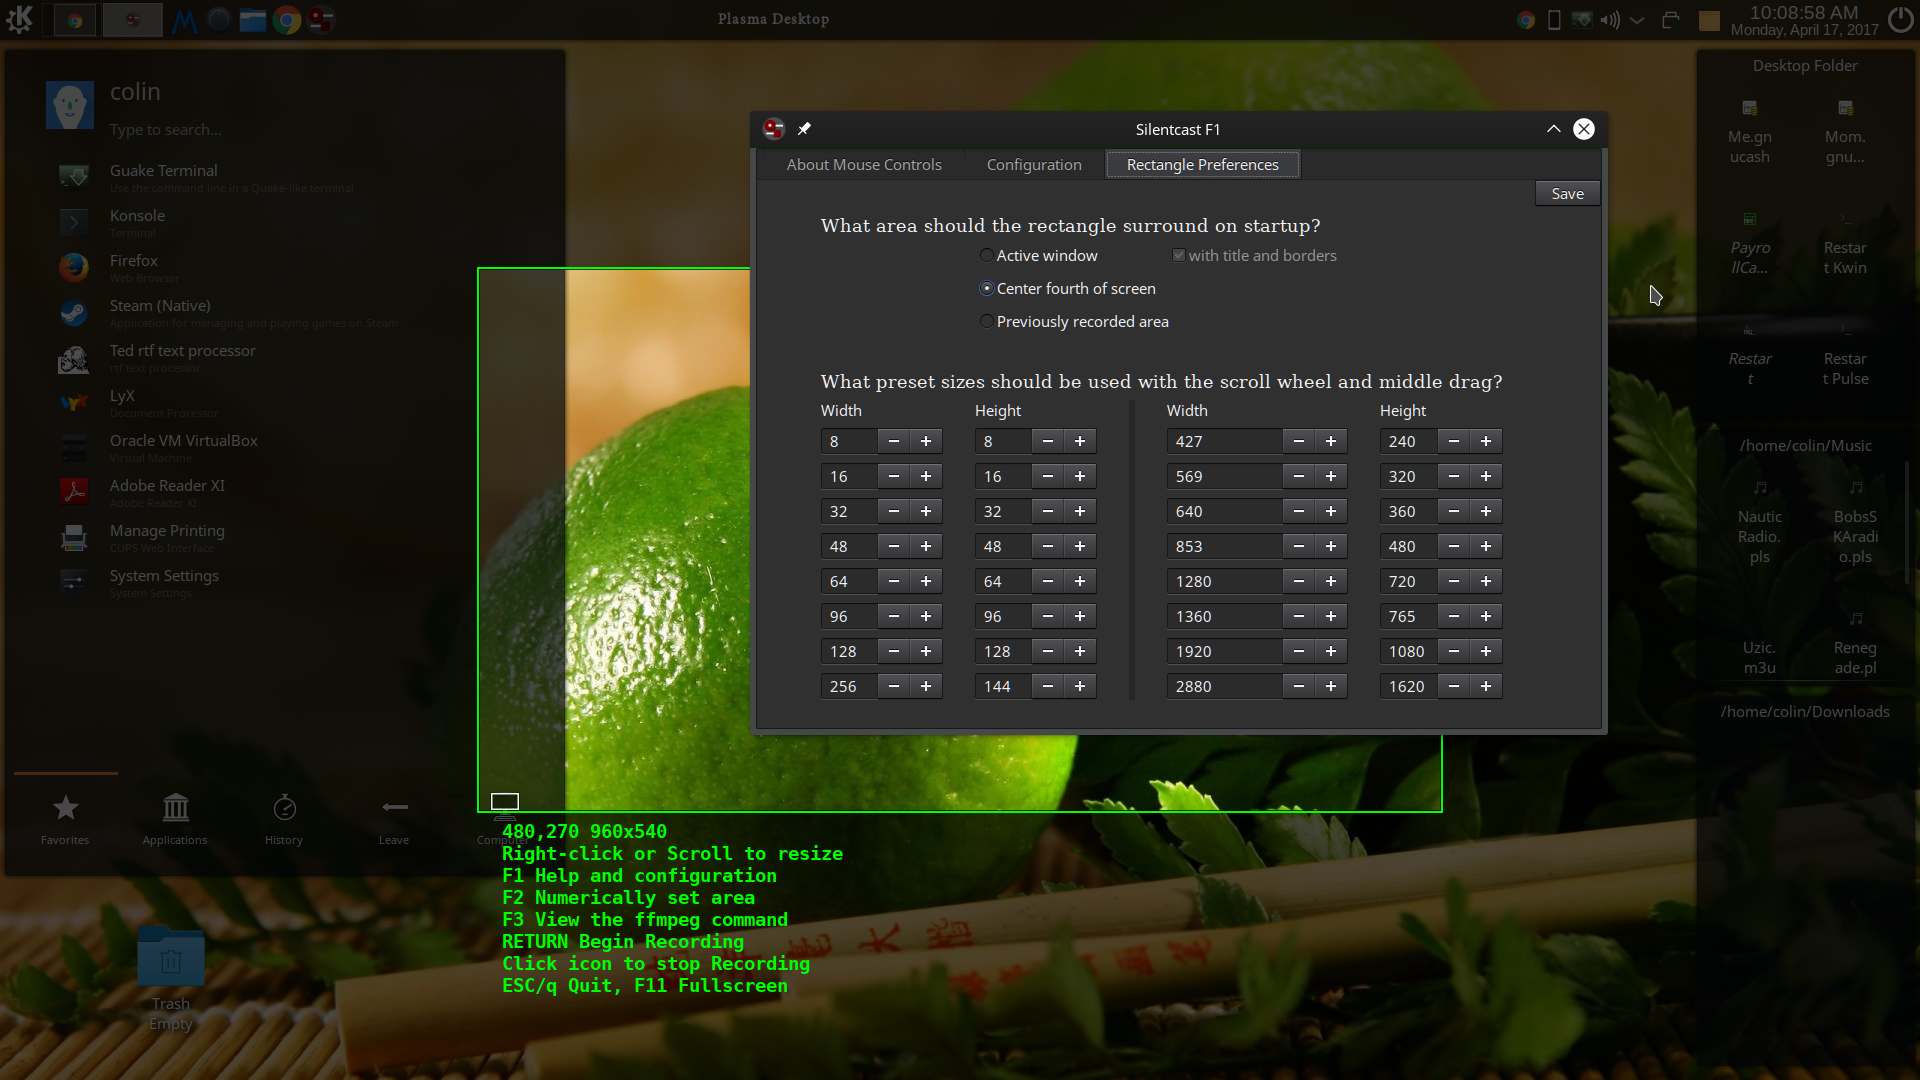 Plasma Desktop
10:08:58 AM
Monday, April 17, 2017
colin
Type to search...
Guake Terminal
Use the command line in a Quake-like terminal
Konsole
Terminal
Firefox
Web Browser
Steam (Native)
Application for managing and playing games on Steam
Ted rtf text processor
rtf text processor
LyX
Document Processor
Oracle VM VirtualBox
Virtual Machine
Adobe Reader XI
Adobe Reader XI
Manage Printing
CUPS Web Interface
System Settings
System Settings
Favorites
Applications
History
Leave
Computer
Trash
Empty
Silentcast F1
About Mouse Controls
Configuration
Rectangle Preferences
Save
What area should the rectangle surround on startup?
Active window
with title and borders
Center fourth of screen
Previously recorded area
What preset sizes should be used with the scroll wheel and middle drag?
Width Height Width Height
8 − + 8 − + 427 − + 240 − +
16 − + 16 − + 569 − + 320 − +
32 − + 32 − + 640 − + 360 − +
48 − + 48 − + 853 − + 480 − +
64 − + 64 − + 1280 − + 720 − +
96 − + 96 − + 1360 − + 765 − +
128 − + 128 − + 1920 − + 1080 − +
256 − + 144 − + 2880 − + 1620 − +
480,270 960x540
Right-click or Scroll to resize
F1 Help and configuration
F2 Numerically set area
F3 View the ffmpeg command
RETURN Begin Recording
Click icon to stop Recording
ESC/q Quit, F11 Fullscreen
Desktop Folder
Me.gn
ucash
Mom.
gnu...
Payro
llCa...
Restar
t Kwin
Restar
t
Restar
t Pulse
/home/colin/Music
Nautic
Radio.
pls
BobsS
KAradi
o.pls
Uzic.
m3u
Reneg
ade.pl
/home/colin/Downloads